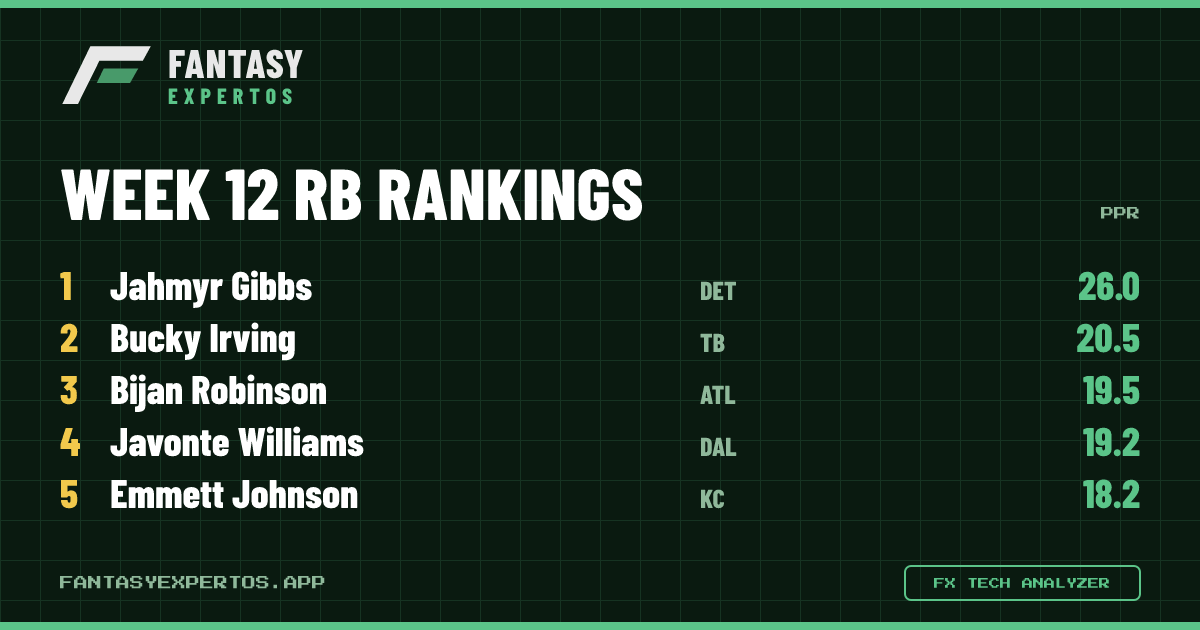 FANTASY
EXPERTOS
WEEK 12 RB RANKINGS
PPR
1 Jahmyr Gibbs DET 26.0
2 Bucky Irving TB 20.5
3 Bijan Robinson ATL 19.5
4 Javonte Williams DAL 19.2
5 Emmett Johnson KC 18.2
FANTASYEXPERTOS.APP
FX TECH ANALYZER